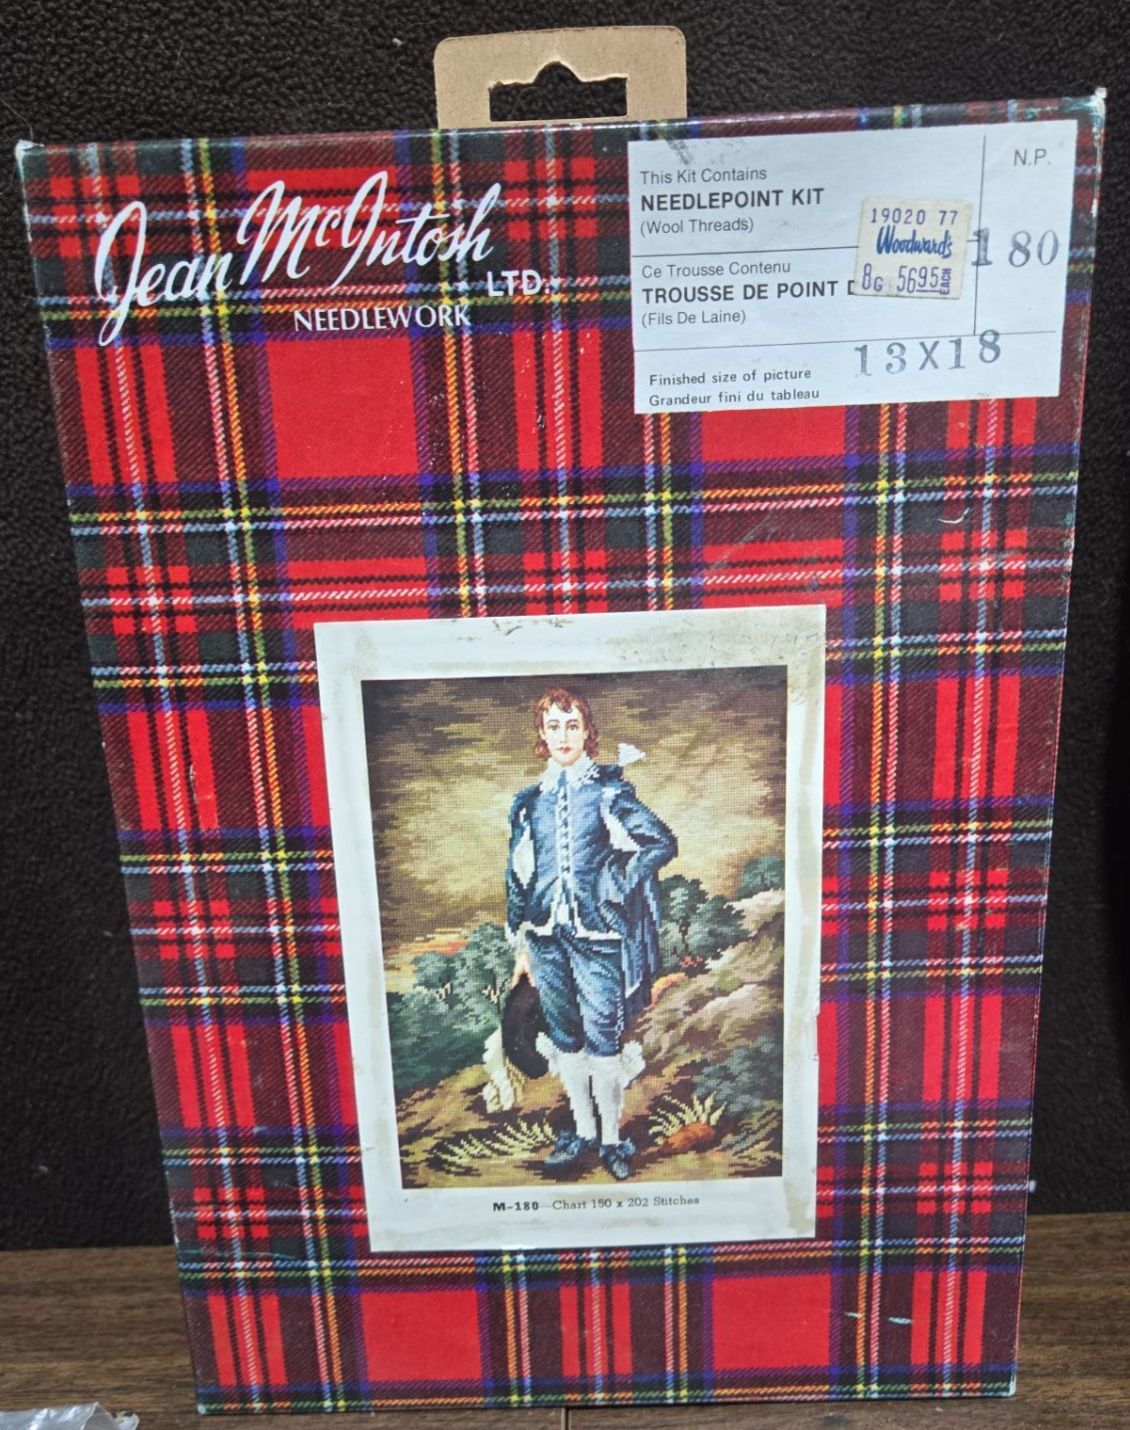 Jean McIntosh
LTD.
NEEDLEWORK
This Kit Contains
NEEDLEPOINT KIT
(Wool Threads)
N.P.
19020 77
Woodward's
8G 5695 EACH
180
Ce Trousse Contenu
TROUSSE DE POINT
(Fils De Laine)
13X18
Finished size of picture
Grandeur fini du tableau
M-180—Chart 150 x 202 Stitches